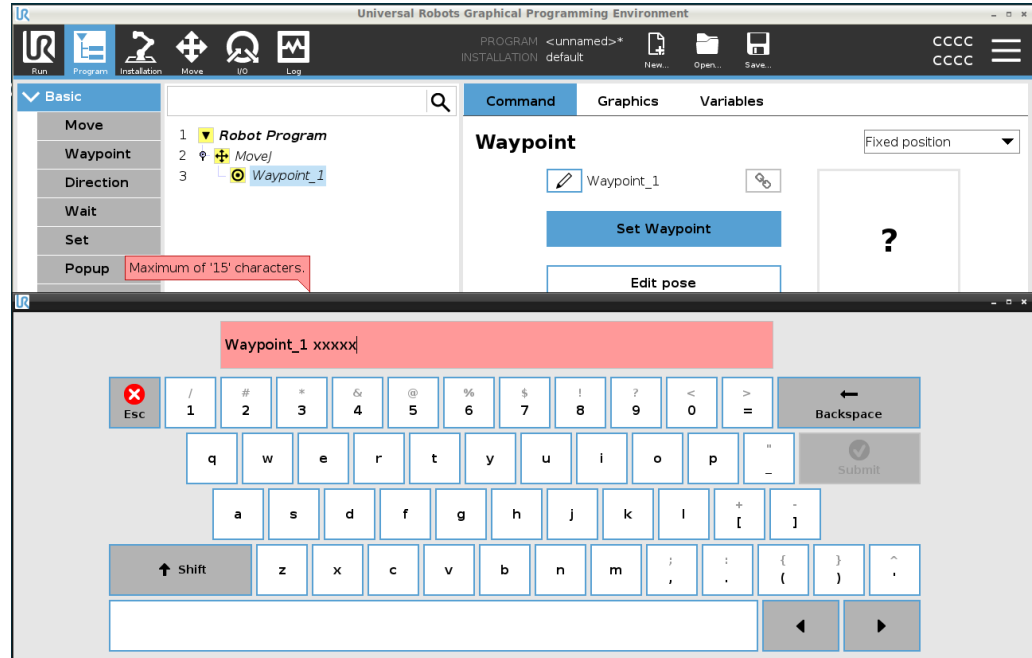 UR Universal Robots Graphical Programming Environment
UR Run Program Installation Move I/O Log PROGRAM <unnamed>* INSTALLATION default New... Open... Save... CCCC CCCC
Basic
Move
Waypoint
Direction
Wait
Set
Popup
1 Robot Program
2 MoveJ
3 Waypoint_1
Maximum of '15' characters.
Command Graphics Variables
Waypoint
Fixed position
Waypoint_1
Set Waypoint
?
Edit pose
UR
Waypoint_1 xxxxx
Esc / 1 # 2 * 3 & 4 @ 5 % 6 $ 7 ! 8 ? 9 < 0 > = Backspace
q w e r t y u i o p " _ Submit
a s d f g h j k l + [ - ]
Shift z x c v b n m ; , : . { ( } ) ^ '